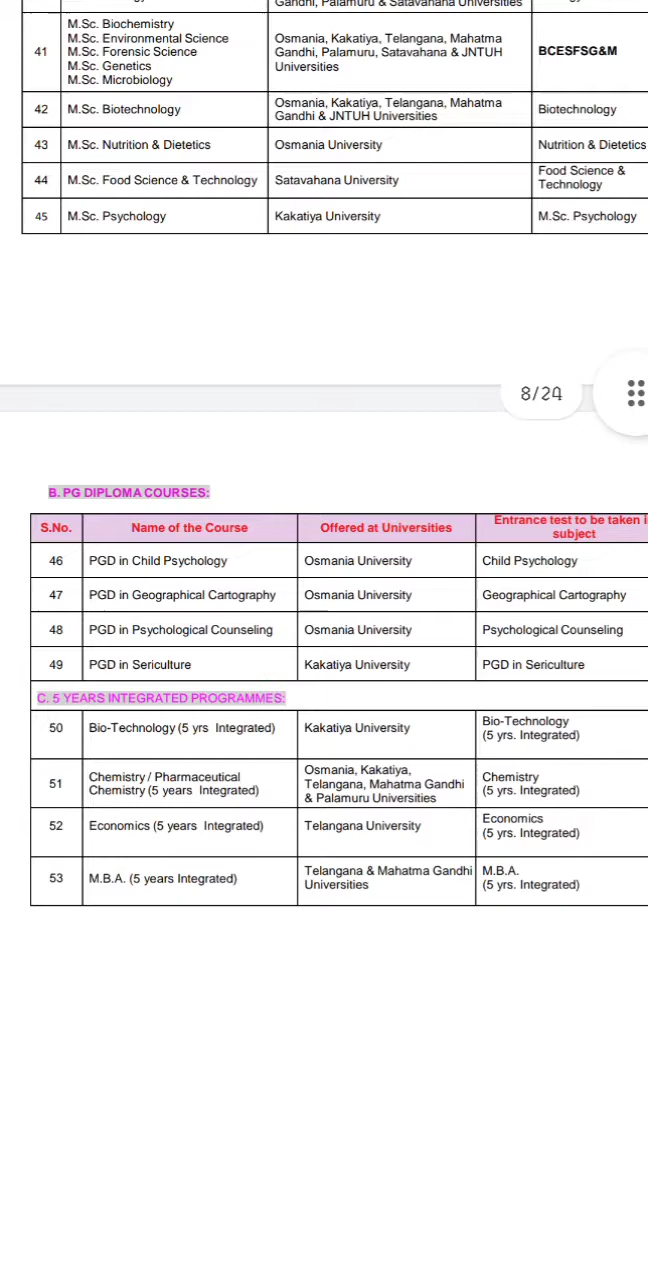 Gandhi, Palamuru & Satavahana Universities
41
M.Sc. Biochemistry
M.Sc. Environmental Science
M.Sc. Forensic Science
M.Sc. Genetics
M.Sc. Microbiology
Osmania, Kakatiya, Telangana, Mahatma
Gandhi, Palamuru, Satavahana & JNTUH
Universities
BCESFSG&M
42
M.Sc. Biotechnology
Osmania, Kakatiya, Telangana, Mahatma
Gandhi & JNTUH Universities
Biotechnology
43
M.Sc. Nutrition & Dietetics
Osmania University
Nutrition & Dietetics
44
M.Sc. Food Science & Technology
Satavahana University
Food Science &
Technology
45
M.Sc. Psychology
Kakatiya University
M.Sc. Psychology
8/24
B. PG DIPLOMA COURSES:
S.No.
Name of the Course
Offered at Universities
Entrance test to be taken
subject
46
PGD in Child Psychology
Osmania University
Child Psychology
47
PGD in Geographical Cartography
Osmania University
Geographical Cartography
48
PGD in Psychological Counseling
Osmania University
Psychological Counseling
49
PGD in Sericulture
Kakatiya University
PGD in Sericulture
C. 5 YEARS INTEGRATED PROGRAMMES:
50
Bio-Technology (5 yrs Integrated)
Kakatiya University
Bio-Technology
(5 yrs. Integrated)
51
Chemistry / Pharmaceutical
Chemistry (5 years Integrated)
Osmania, Kakatiya,
Telangana, Mahatma Gandhi
& Palamuru Universities
Chemistry
(5 yrs. Integrated)
52
Economics (5 years Integrated)
Telangana University
Economics
(5 yrs. Integrated)
53
M.B.A. (5 years Integrated)
Telangana & Mahatma Gandhi
Universities
M.B.A.
(5 yrs. Integrated)